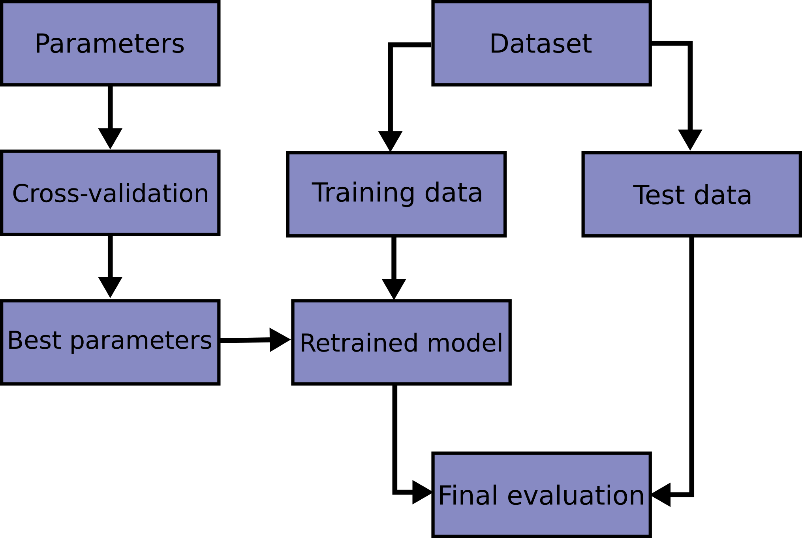 Parameters
Dataset
Cross-validation
Training data
Test data
Best parameters
Retrained model
Final evaluation